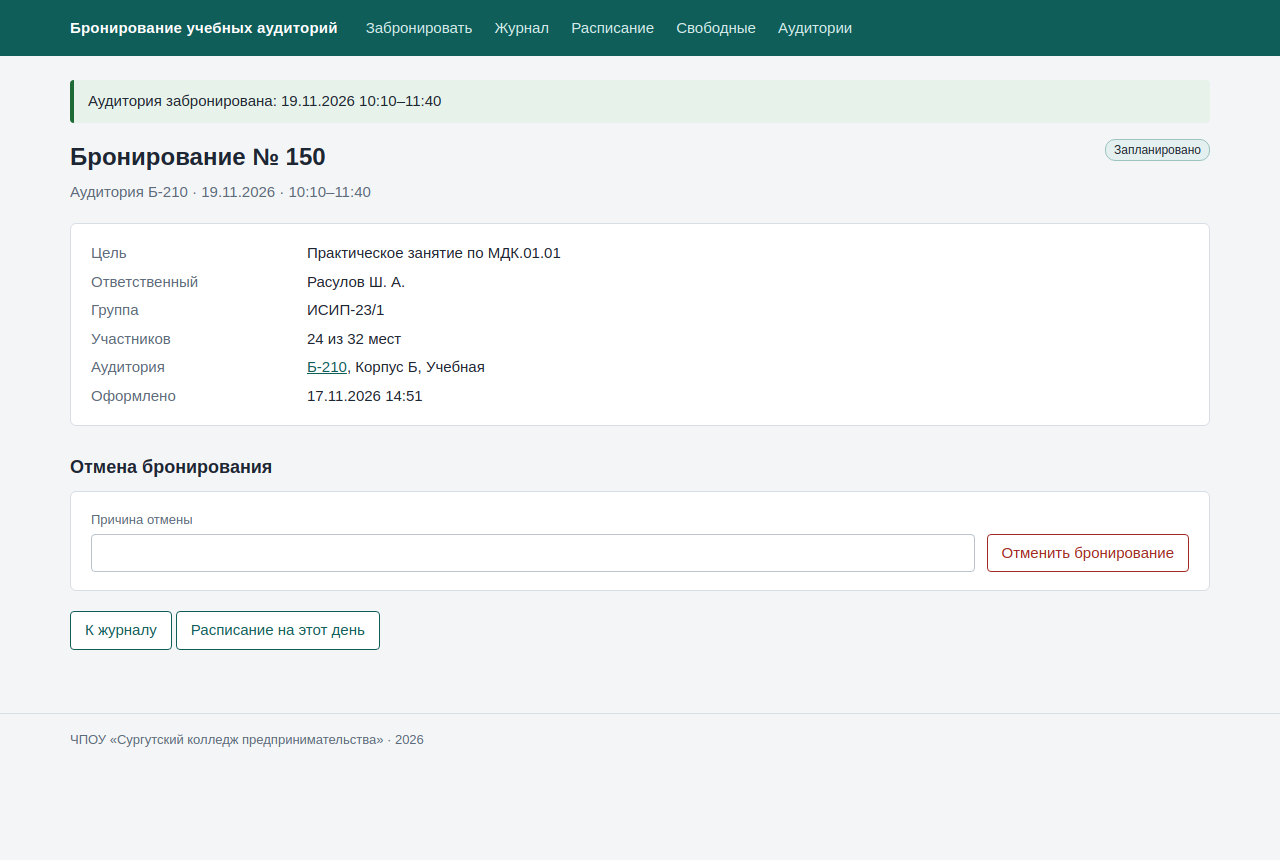 Бронирование учебных аудиторий Забронировать Журнал Расписание Свободные Аудитории
Аудитория забронирована: 19.11.2026 10:10–11:40
Бронирование № 150
Запланировано
Аудитория Б-210 · 19.11.2026 · 10:10–11:40
Цель Практическое занятие по МДК.01.01
Ответственный Расулов Ш. А.
Группа ИСИП-23/1
Участников 24 из 32 мест
Аудитория Б-210, Корпус Б, Учебная
Оформлено 17.11.2026 14:51
Отмена бронирования
Причина отмены
Отменить бронирование
К журналу Расписание на этот день
ЧПОУ «Сургутский колледж предпринимательства» · 2026